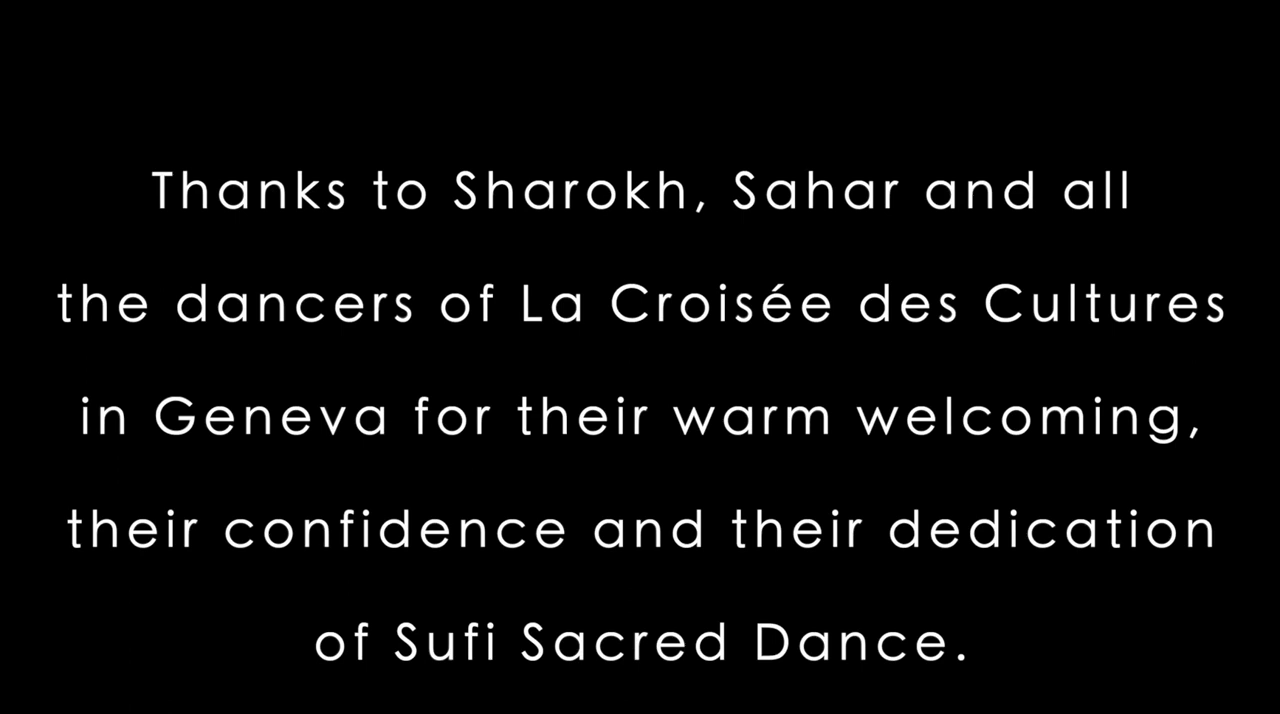 Thanks to Sharokh, Sahar and all
the dancers of La Croisée des Cultures
in Geneva for their warm welcoming,
their confidence and their dedication
of Sufi Sacred Dance.